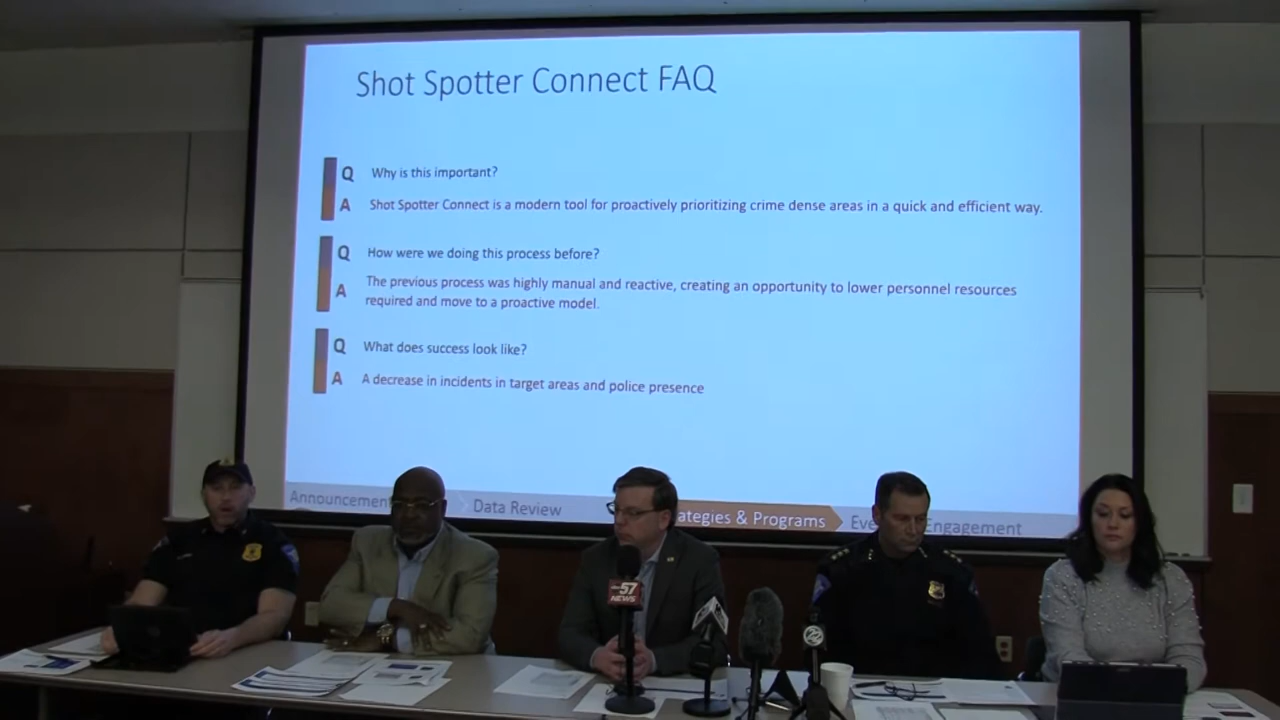 Shot Spotter Connect FAQ
Q Why is this important?
A Shot Spotter Connect is a modern tool for proactively prioritizing crime dense areas in a quick and efficient way.
Q How were we doing this process before?
A The previous process was highly manual and reactive, creating an opportunity to lower personnel resources
required and move to a proactive model.
Q What does success look like?
A A decrease in incidents in target areas and police presence
Announcemen Data Review ategies & Programs Eve Engagement
57
NEWS
22